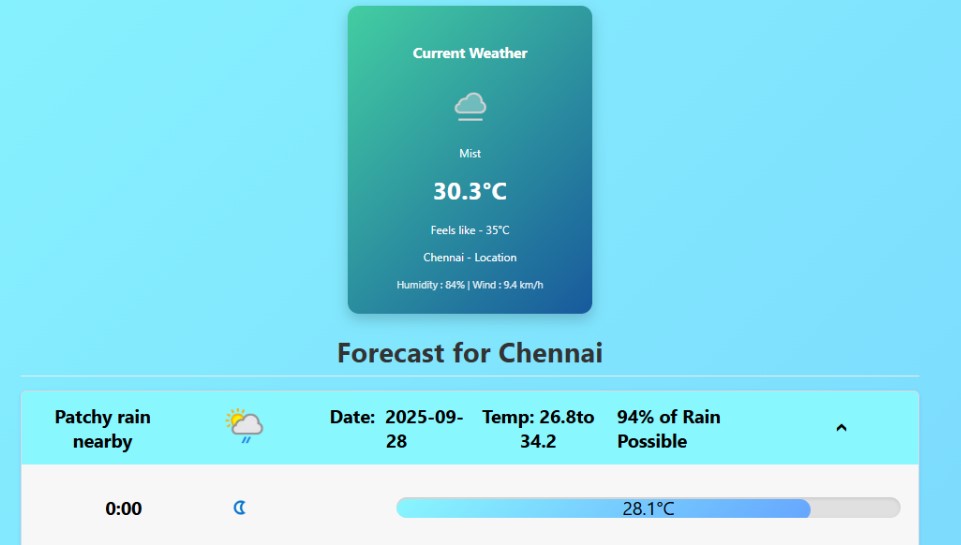 Current Weather
Mist
30.3°C
Feels like - 35°C
Chennai - Location
Humidity : 84% | Wind : 9.4 km/h
Forecast for Chennai
Patchy rain nearby
Date: 2025-09-28
Temp: 26.8to 34.2
94% of Rain Possible
0:00
28.1°C